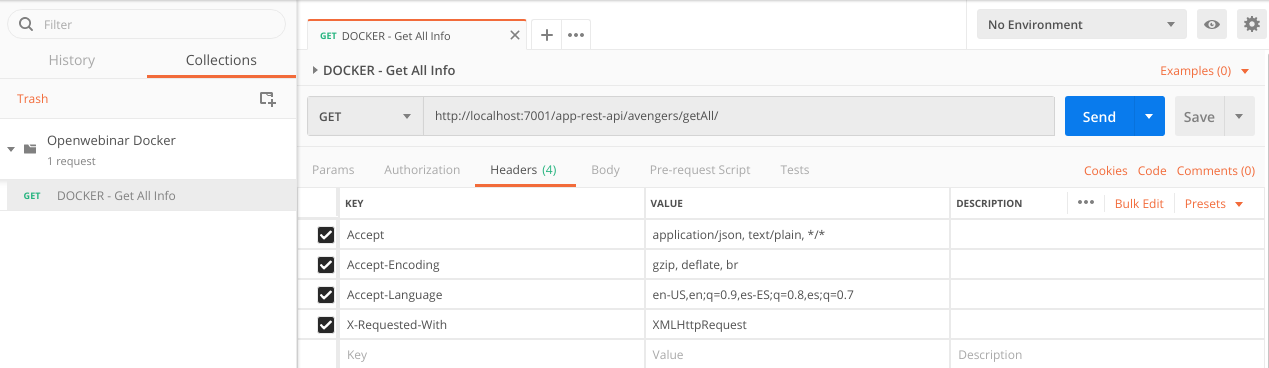 Filter
History Collections
Trash
Openwebinar Docker
1 request
GET DOCKER - Get All Info
GET DOCKER - Get All Info
No Environment
DOCKER - Get All Info Examples (0)
GET http://localhost:7001/app-rest-api/avengers/getAll/ Send Save
Params Authorization Headers (4) Body Pre-request Script Tests Cookies Code Comments (0)
KEY VALUE DESCRIPTION ••• Bulk Edit Presets
Accept application/json, text/plain, */*
Accept-Encoding gzip, deflate, br
Accept-Language en-US,en;q=0.9,es-ES;q=0.8,es;q=0.7
X-Requested-With XMLHttpRequest
Key Value Description